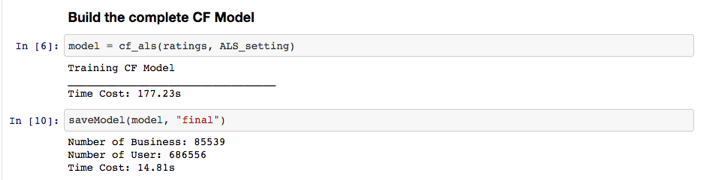 Build the complete CF Model
In [6]: model = cf_als(ratings, ALS_setting)
Training CF Model
Time Cost: 177.23s
In [10]: saveModel(model, "final")
Number of Business: 85539
Number of User: 686556
Time Cost: 14.81s